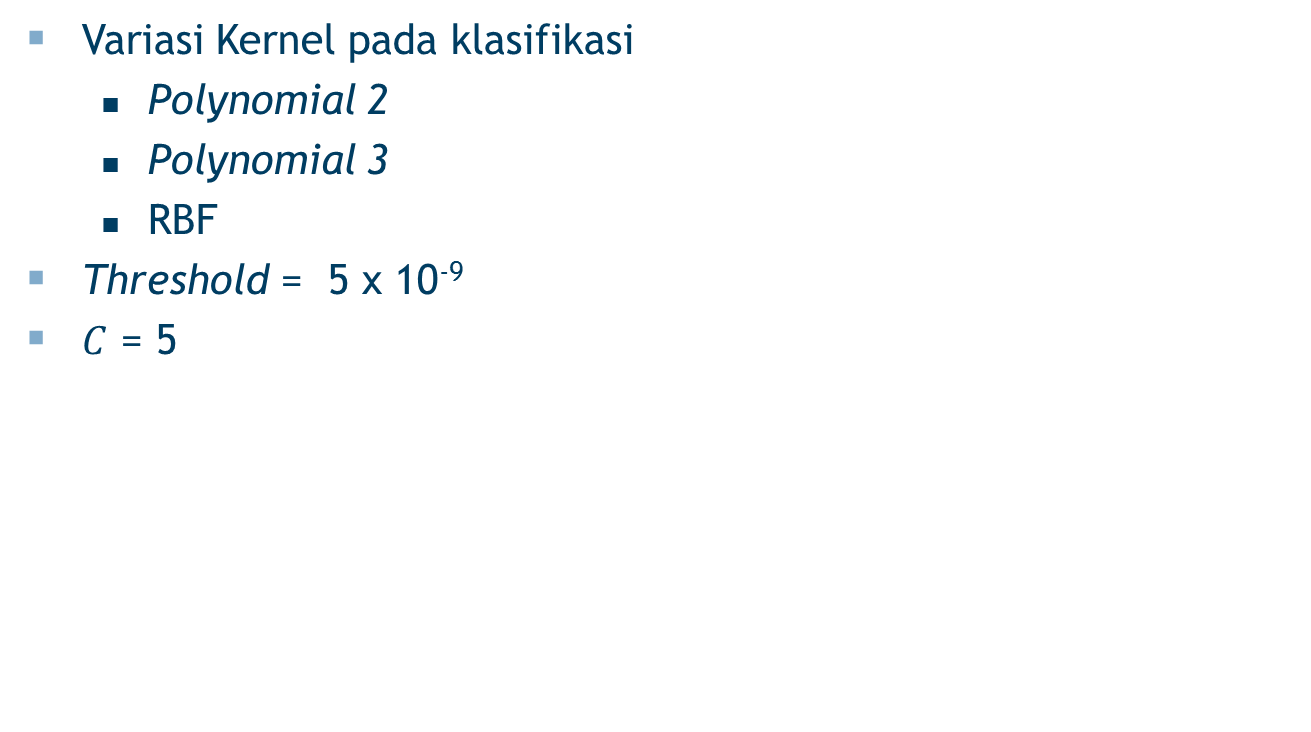 Variasi Kernel pada klasifikasi
Polynomial 2
Polynomial 3
RBF
Threshold =  5 x 10⁻⁹
𝐶 = 5